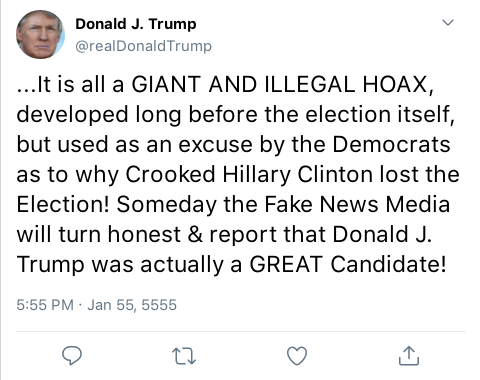 Donald J. Trump
@realDonaldTrump
...It is all a GIANT AND ILLEGAL HOAX,
developed long before the election itself,
but used as an excuse by the Democrats
as to why Crooked Hillary Clinton lost the
Election! Someday the Fake News Media
will turn honest & report that Donald J.
Trump was actually a GREAT Candidate!
5:55 PM · Jan 55, 5555